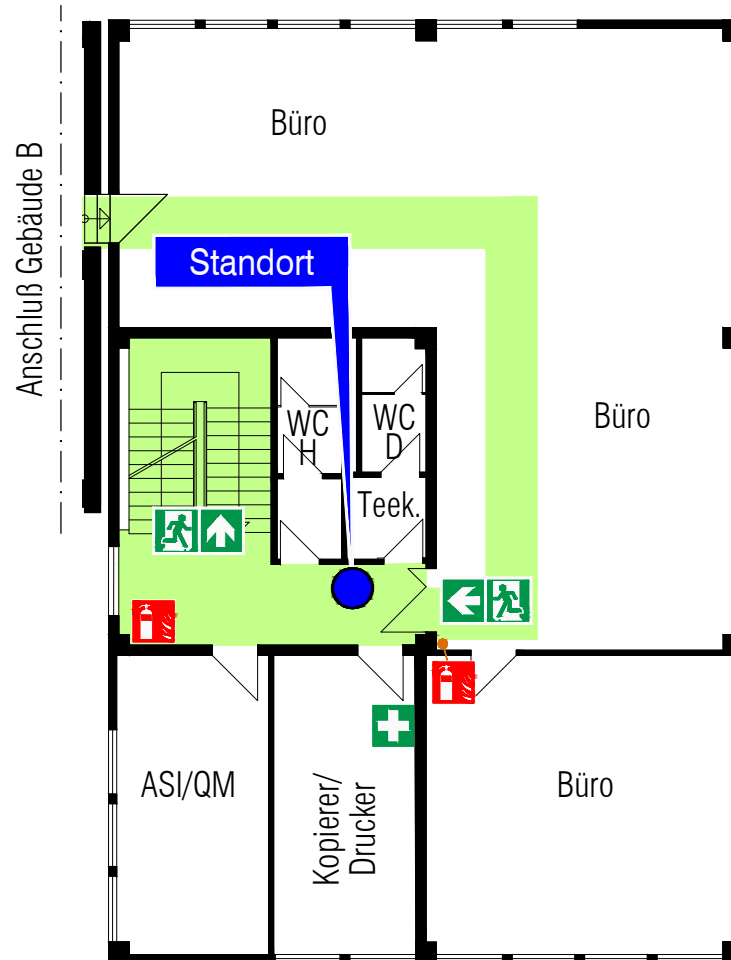 Büro
Anschluß Gebäude B
Standort
WC
H
WC
D
Büro
Teek.
ASI/QM
Kopierer/
Drucker
Büro